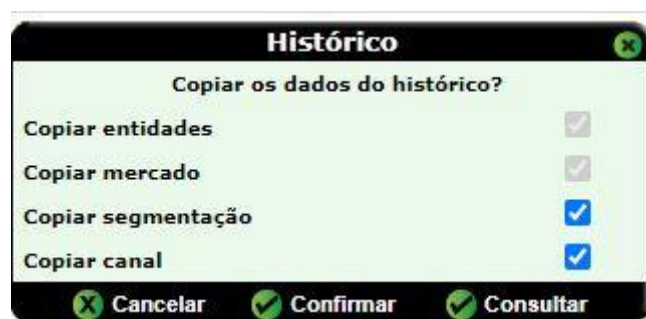 Histórico
Copiar os dados do histórico?
Copiar entidades
Copiar mercado
Copiar segmentação
Copiar canal
Cancelar Confirmar Consultar